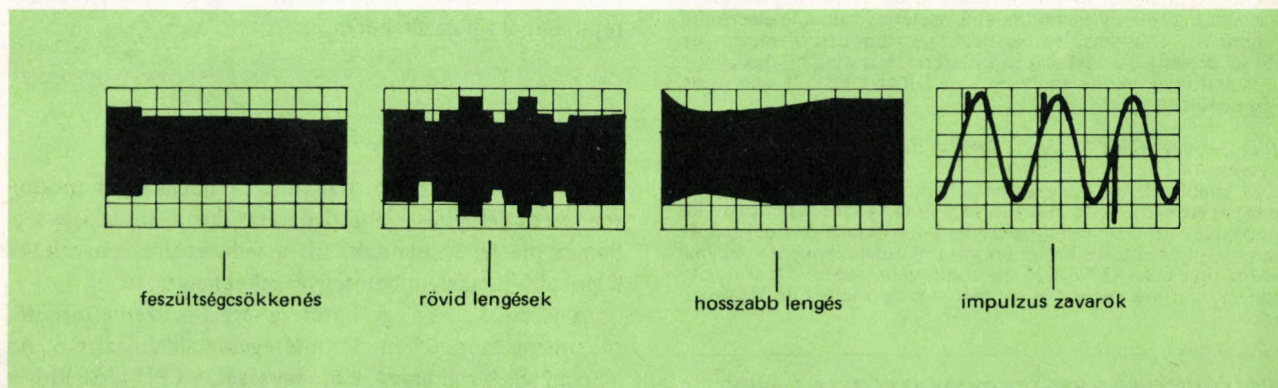 feszültségcsökkenés
rövid lengések
hosszabb lengés
impulzus zavarok